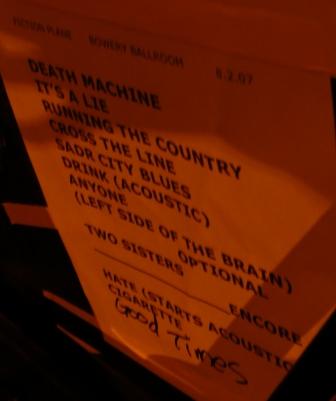 FICTION PLANE BOWERY BALLROOM 8.2.07
DEATH MACHINE
IT'S A LIE
RUNNING THE COUNTRY
CROSS THE LINE
SADR CITY BLUES
DRINK (ACOUSTIC)
ANYONE
(LEFT SIDE OF THE BRAIN)
OPTIONAL
TWO SISTERS
ENCORE
HATE (STARTS ACOUSTIC
CIGARETTE
Good Times